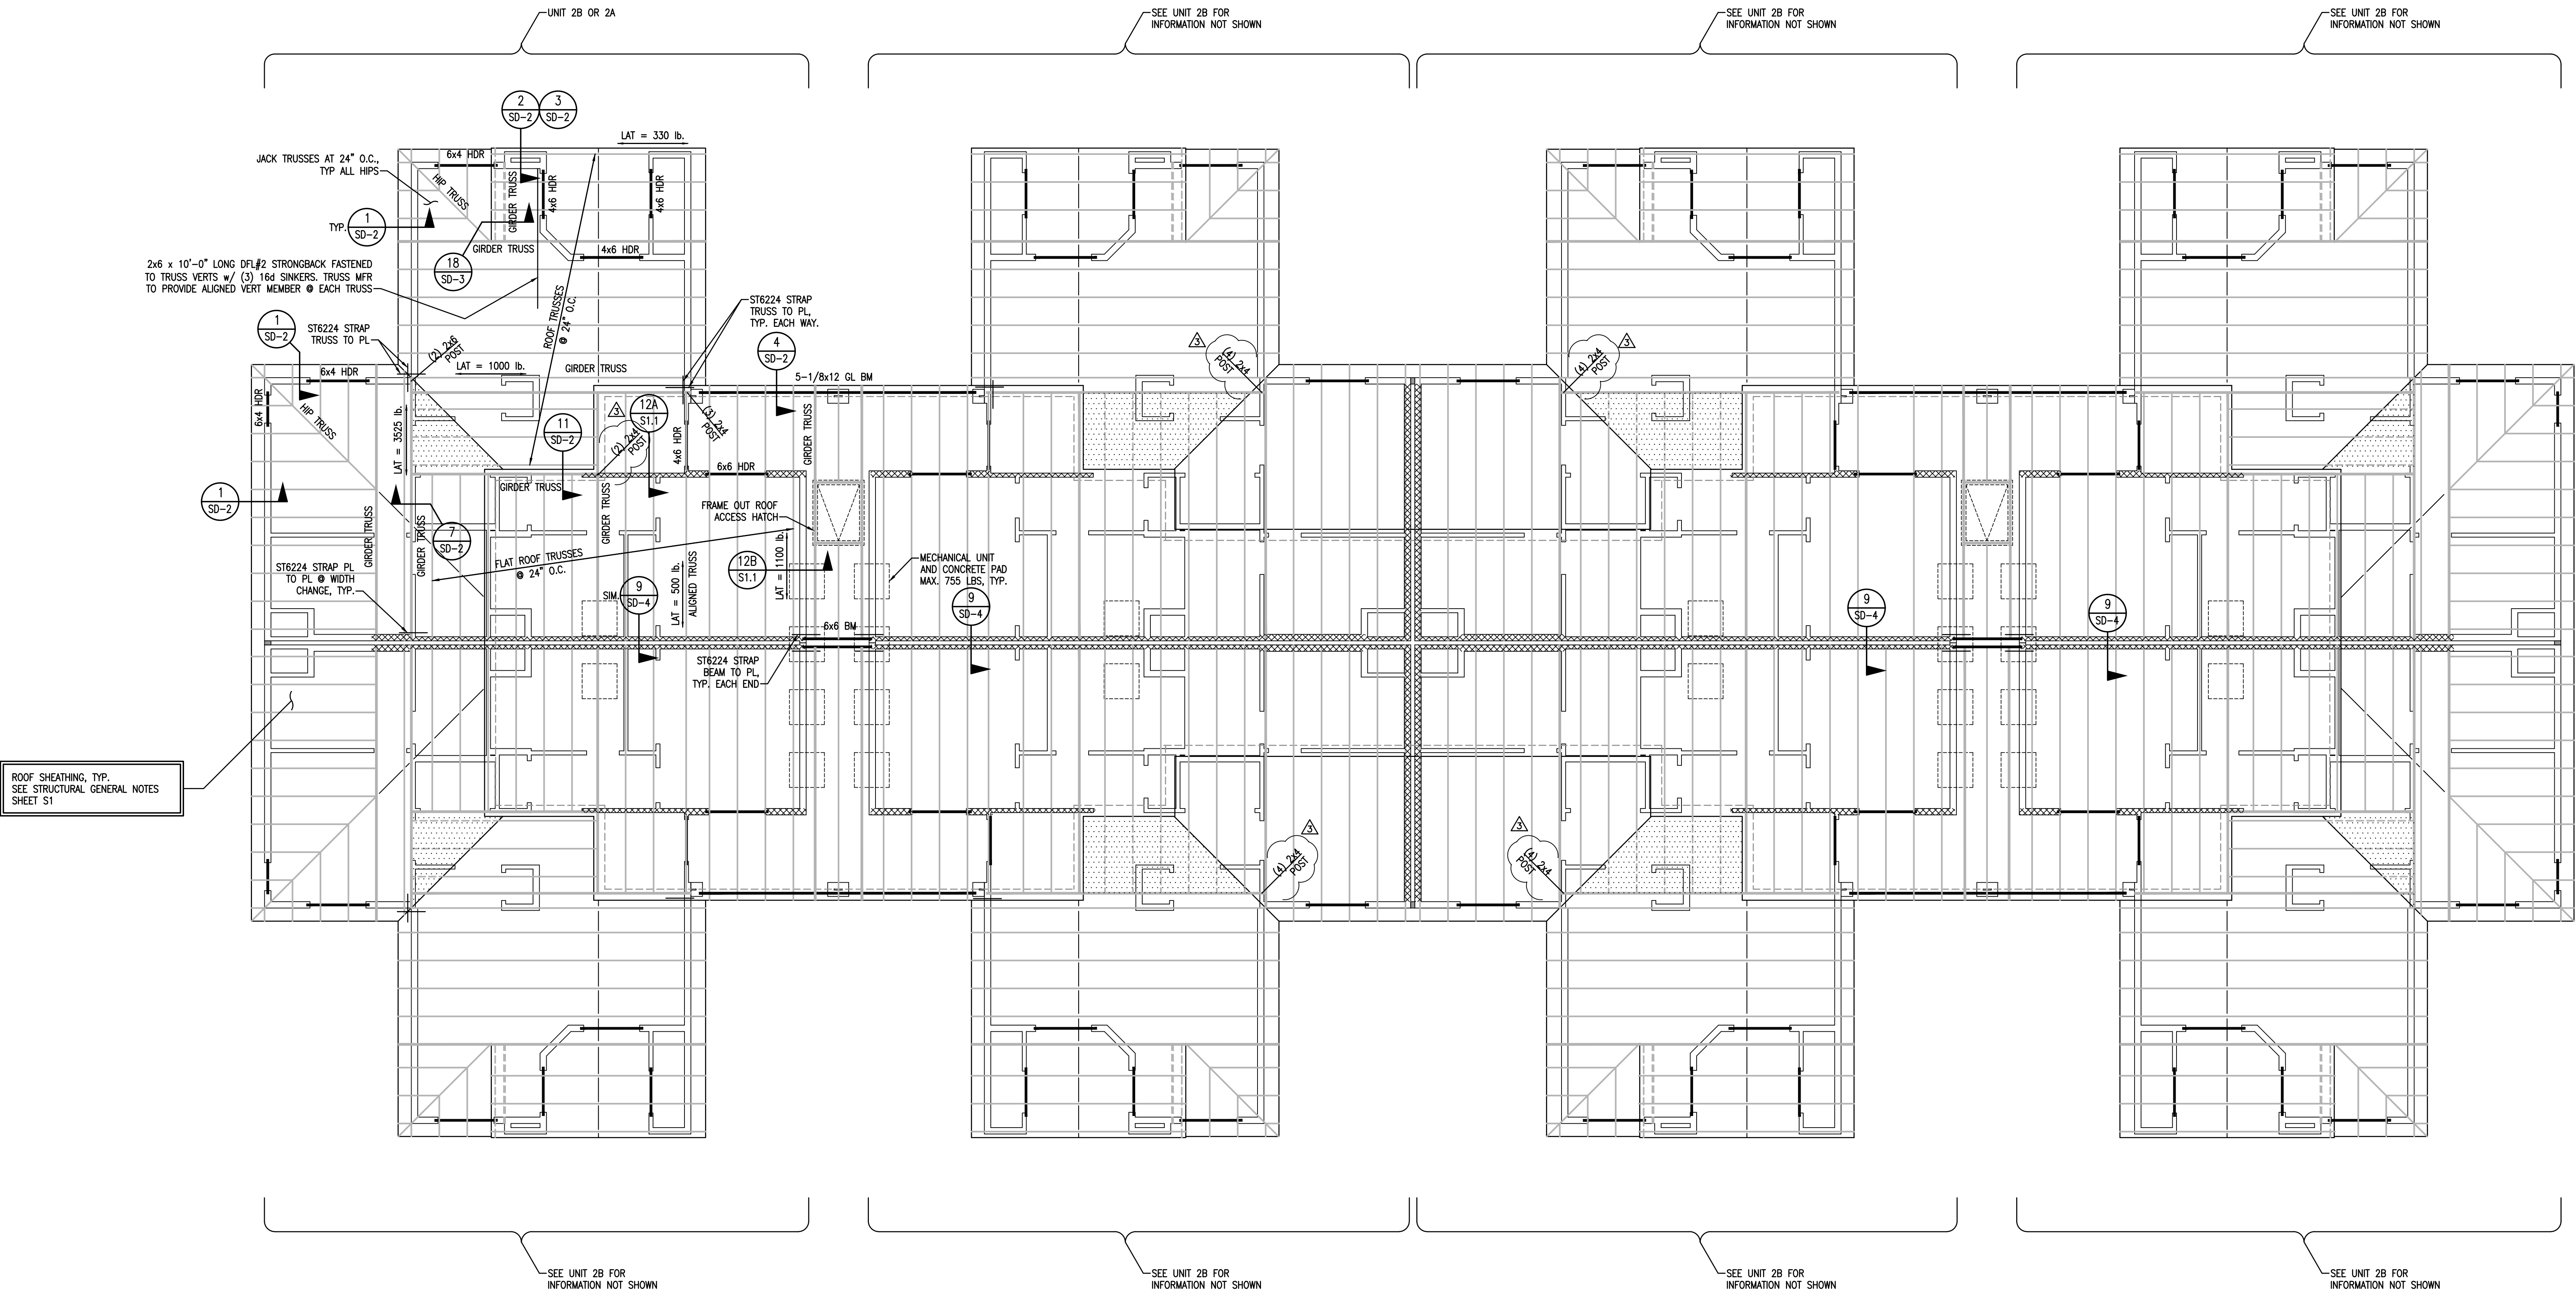 UNIT 2B OR 2A
SEE UNIT 2B FOR
INFORMATION NOT SHOWN
SEE UNIT 2B FOR
INFORMATION NOT SHOWN
SEE UNIT 2B FOR
INFORMATION NOT SHOWN
2
SD-2
3
SD-2
LAT = 330 lb.
JACK TRUSSES AT 24" O.C.,
TYP ALL HIPS
6x4 HDR
HIP TRUSS
GIRDER TRUSS
4x6 HDR
4x6 HDR
TYP.
1
SD-2
GIRDER TRUSS
4x6 HDR
18
SD-3
2x6 x 10'-0" LONG DFL#2 STRONGBACK FASTENED
TO TRUSS VERTS w/ (3) 16d SINKERS. TRUSS MFR
TO PROVIDE ALIGNED VERT MEMBER @ EACH TRUSS
ROOF TRUSSES
@ 24" O.C.
ST6224 STRAP
TRUSS TO PL,
TYP. EACH WAY.
1
SD-2
ST6224 STRAP
TRUSS TO PL
(2) 2x6
POST
LAT = 1000 lb.
GIRDER TRUSS
4
SD-2
5-1/8x12 GL BM
3
(4) 2x4
POST
3
(4) 2x4
POST
6x4 HDR
6x4 HDR
HIP TRUSS
LAT = 3525 lb.
11
SD-2
3
(2) 2x4
POST
12A
S1.1
(3) 2x4
POST
4x6 HDR
GIRDER TRUSS
6x6 HDR
1
SD-2
GIRDER TRUSS
GIRDER TRUSS
FRAME OUT ROOF
ACCESS HATCH
GIRDER TRUSS
GIRDER TRUSS
7
SD-2
FLAT ROOF TRUSSES
@ 24" O.C.
ST6224 STRAP PL
TO PL @ WIDTH
CHANGE, TYP.
LAT = 500 lb.
ALIGNED TRUSS
12B
S1.1
LAT = 1100 lb.
MECHANICAL UNIT
AND CONCRETE PAD
MAX. 755 LBS, TYP.
SIM.
9
SD-4
9
SD-4
9
SD-4
9
SD-4
6x6 BM
ST6224 STRAP
BEAM TO PL,
TYP. EACH END
ROOF SHEATHING, TYP.
SEE STRUCTURAL GENERAL NOTES
SHEET S1
3
(4) 2x4
POST
3
(4) 2x4
POST
SEE UNIT 2B FOR
INFORMATION NOT SHOWN
SEE UNIT 2B FOR
INFORMATION NOT SHOWN
SEE UNIT 2B FOR
INFORMATION NOT SHOWN
SEE UNIT 2B FOR
INFORMATION NOT SHOWN